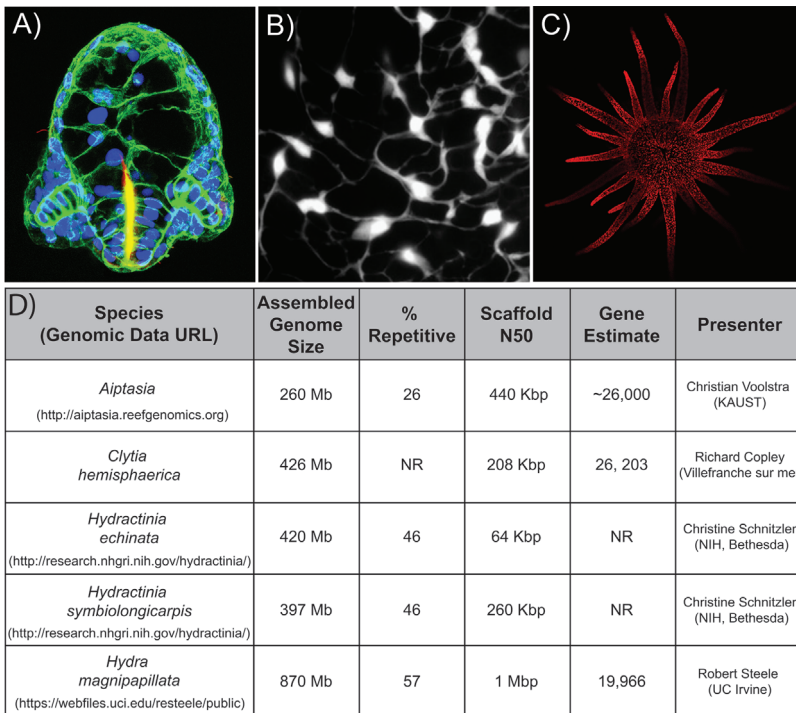 A)
B)
C)
D)
Species
(Genomic Data URL)
Assembled
Genome
Size
%
Repetitive
Scaffold
N50
Gene
Estimate
Presenter
Aiptasia
(http://aiptasia.reefgenomics.org)
260 Mb
26
440 Kbp
~26,000
Christian Voolstra
(KAUST)
Clytia
hemisphaerica
426 Mb
NR
208 Kbp
26, 203
Richard Copley
(Villefranche sur me
Hydractinia
echinata
(http://research.nhgri.nih.gov/hydractinia/)
420 Mb
46
64 Kbp
NR
Christine Schnitzler
(NIH, Bethesda)
Hydractinia
symbiolongicarpis
(http://research.nhgri.nih.gov/hydractinia/)
397 Mb
46
260 Kbp
NR
Christine Schnitzler
(NIH, Bethesda)
Hydra
magnipapillata
(https://webfiles.uci.edu/resteele/public)
870 Mb
57
1 Mbp
19,966
Robert Steele
(UC Irvine)